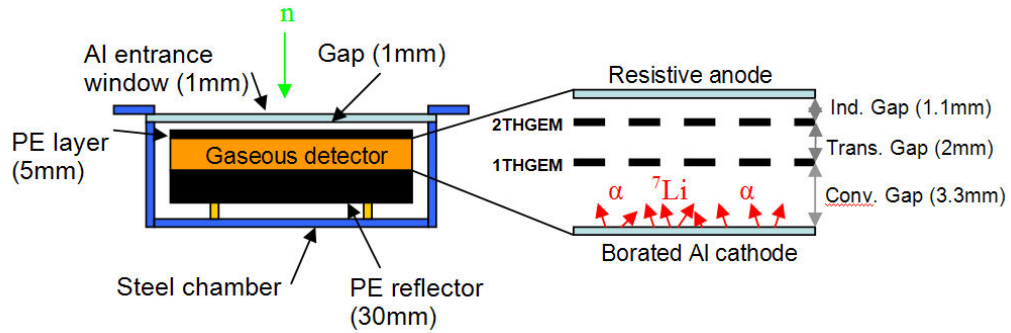 n
Al entrance
window (1mm)
Gap (1mm)
PE layer
(5mm)
Gaseous detector
Steel chamber
PE reflector
(30mm)
Resistive anode
Ind. Gap (1.1mm)
2THGEM
Trans. Gap (2mm)
1THGEM
α ⁷Li α
Conv. Gap (3.3mm)
Borated Al cathode